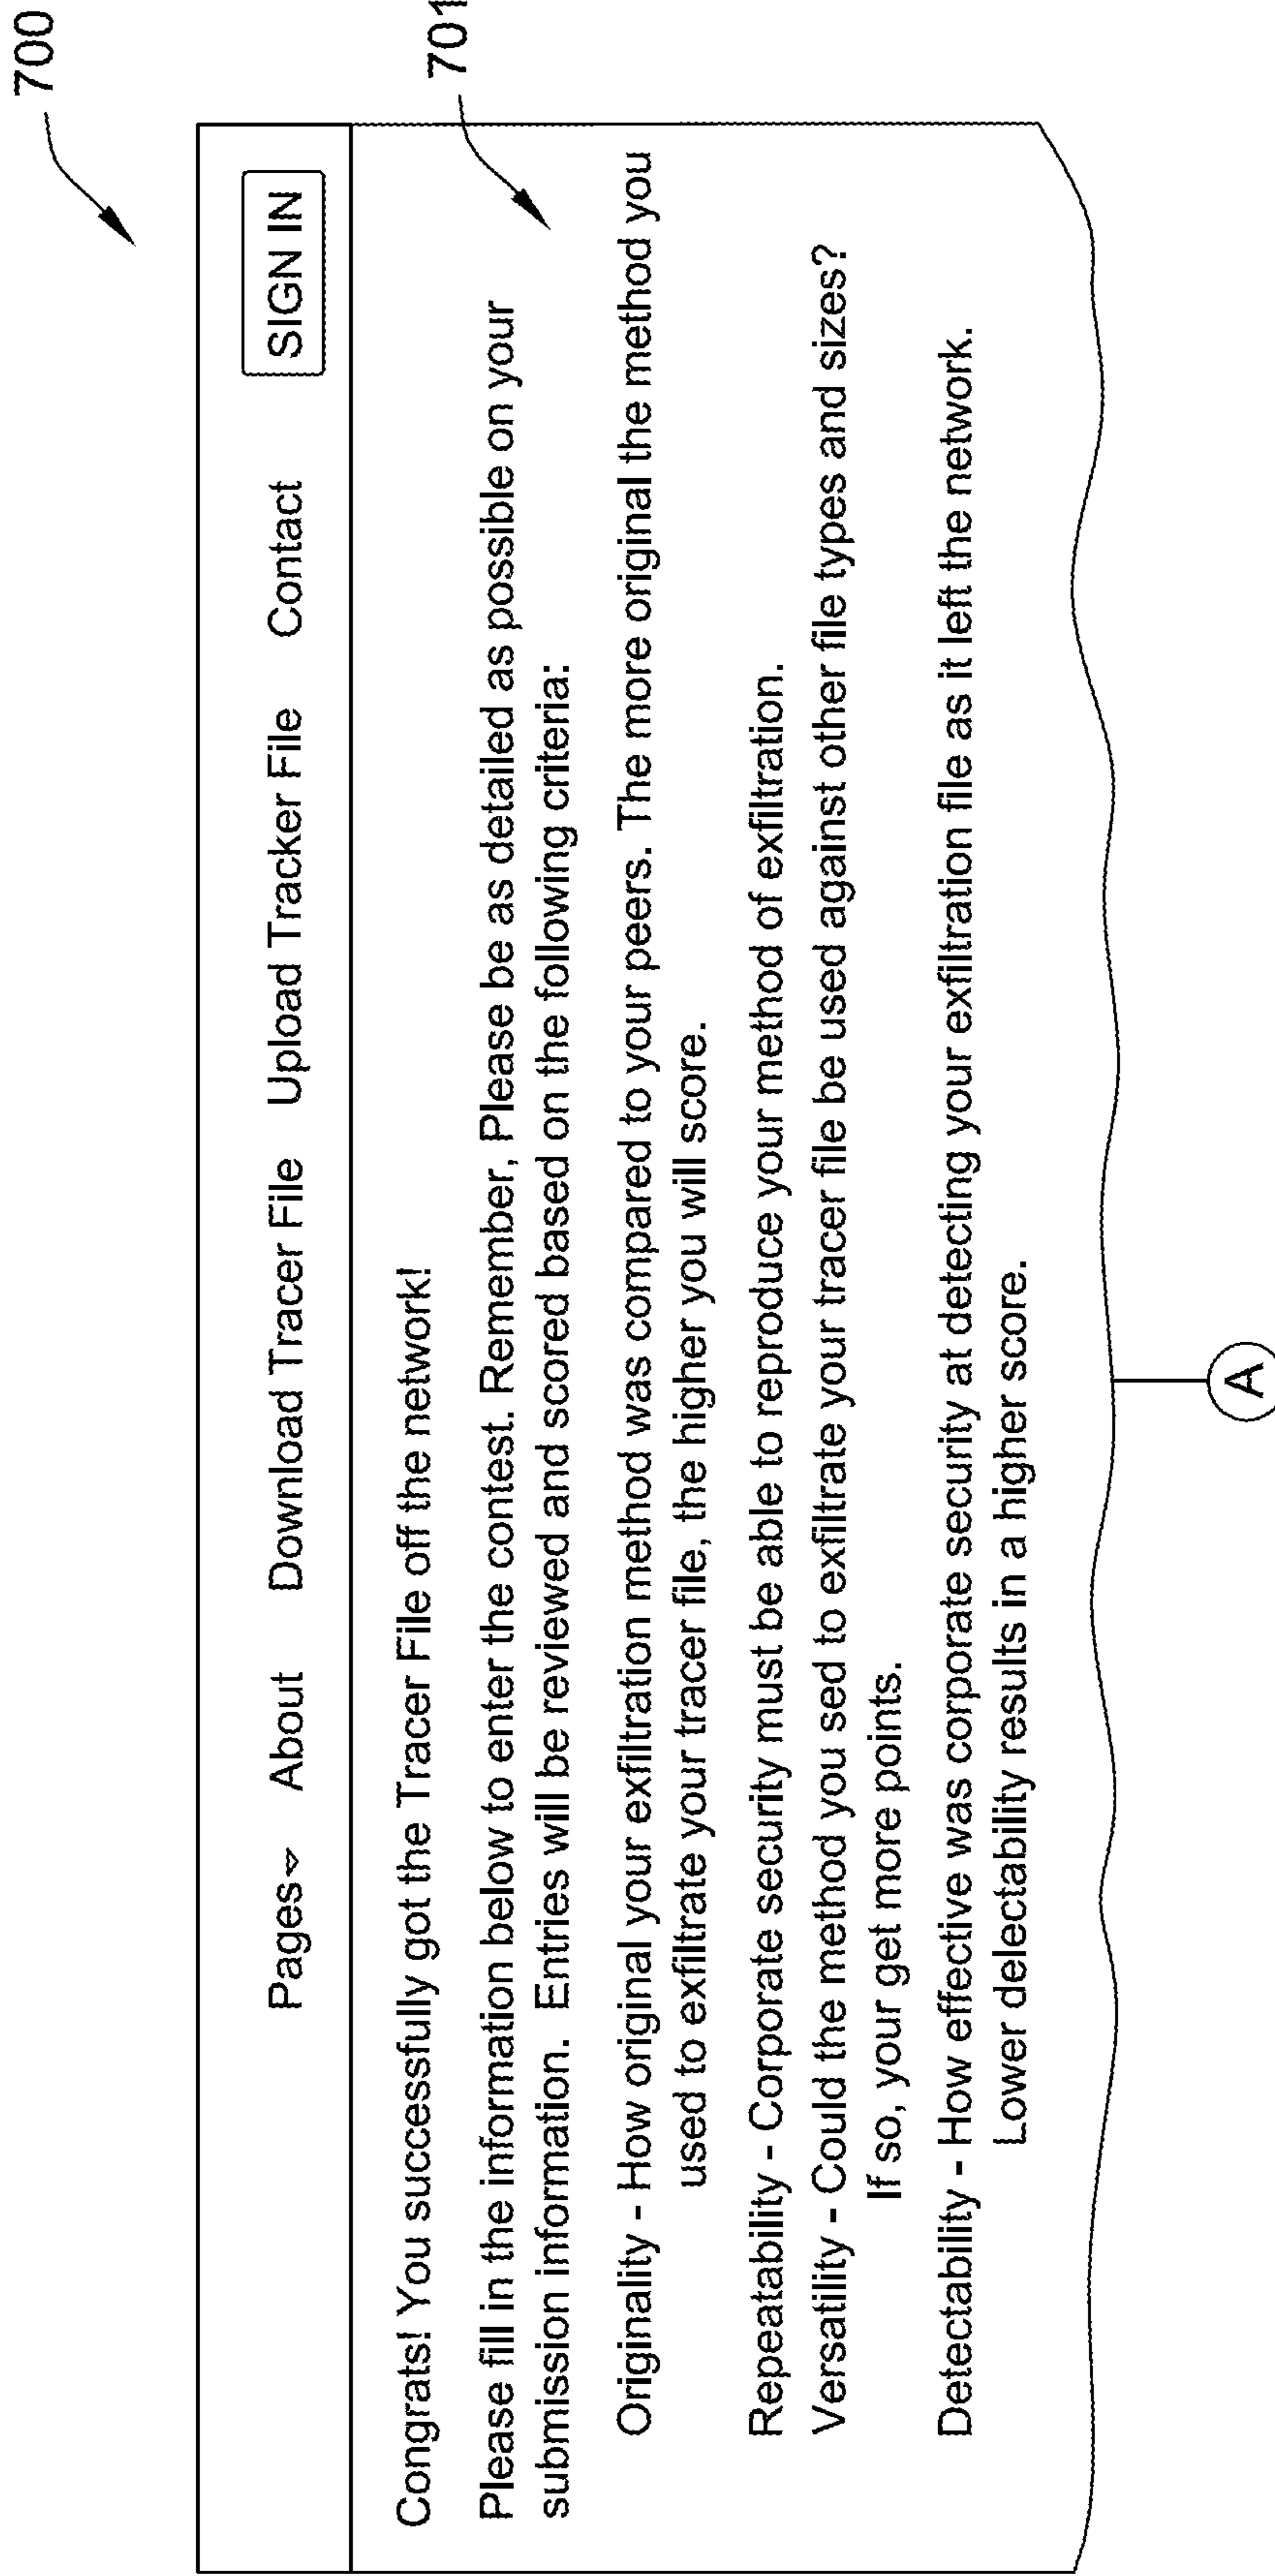 700
Pages About Download Tracer File Upload Tracker File Contact SIGN IN
701
Congrats! You successfully got the Tracer File off the network!
Please fill in the information below to enter the contest. Remember, Please be as detailed as possible on your
submission information. Entries will be reviewed and scored based on the following criteria:
Originality - How original your exfiltration method was compared to your peers. The more original the method you
used to exfiltrate your tracer file, the higher you will score.
Repeatability - Corporate security must be able to reproduce your method of exfiltration.
Versatility - Could the method you sed to exfiltrate your tracer file be used against other file types and sizes?
If so, your get more points.
Detectability - How effective was corporate security at detecting your exfiltration file as it left the network.
Lower delectability results in a higher score.
A